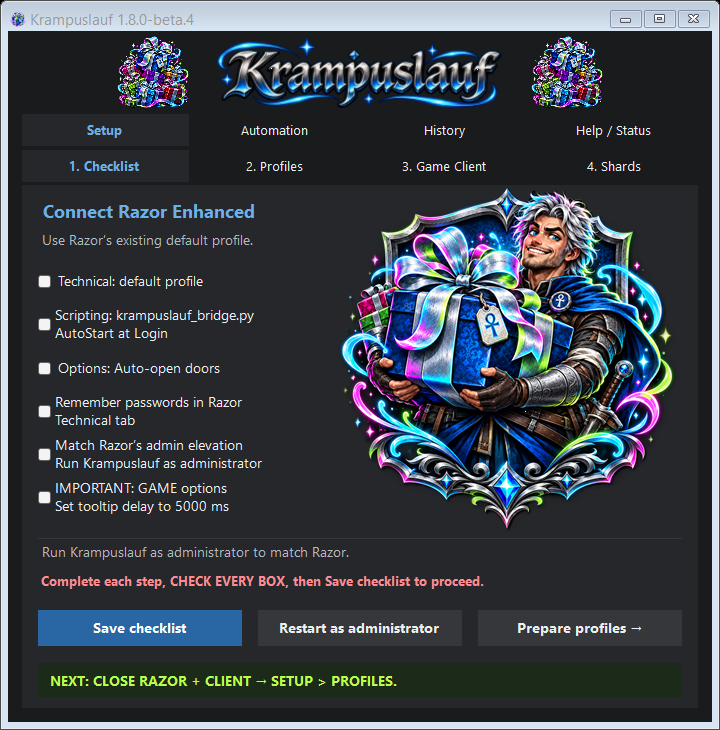 Krampuslauf 1.8.0-beta.4
Krampuslauf
Setup
Automation
History
Help / Status
1. Checklist
2. Profiles
3. Game Client
4. Shards
Connect Razor Enhanced
Use Razor's existing default profile.
Technical: default profile
Scripting: krampuslauf_bridge.py
AutoStart at Login
Options: Auto-open doors
Remember passwords in Razor
Technical tab
Match Razor's admin elevation
Run Krampuslauf as administrator
IMPORTANT: GAME options
Set tooltip delay to 5000 ms
Run Krampuslauf as administrator to match Razor.
Complete each step, CHECK EVERY BOX, then Save checklist to proceed.
Save checklist
Restart as administrator
Prepare profiles →
NEXT: CLOSE RAZOR + CLIENT → SETUP > PROFILES.